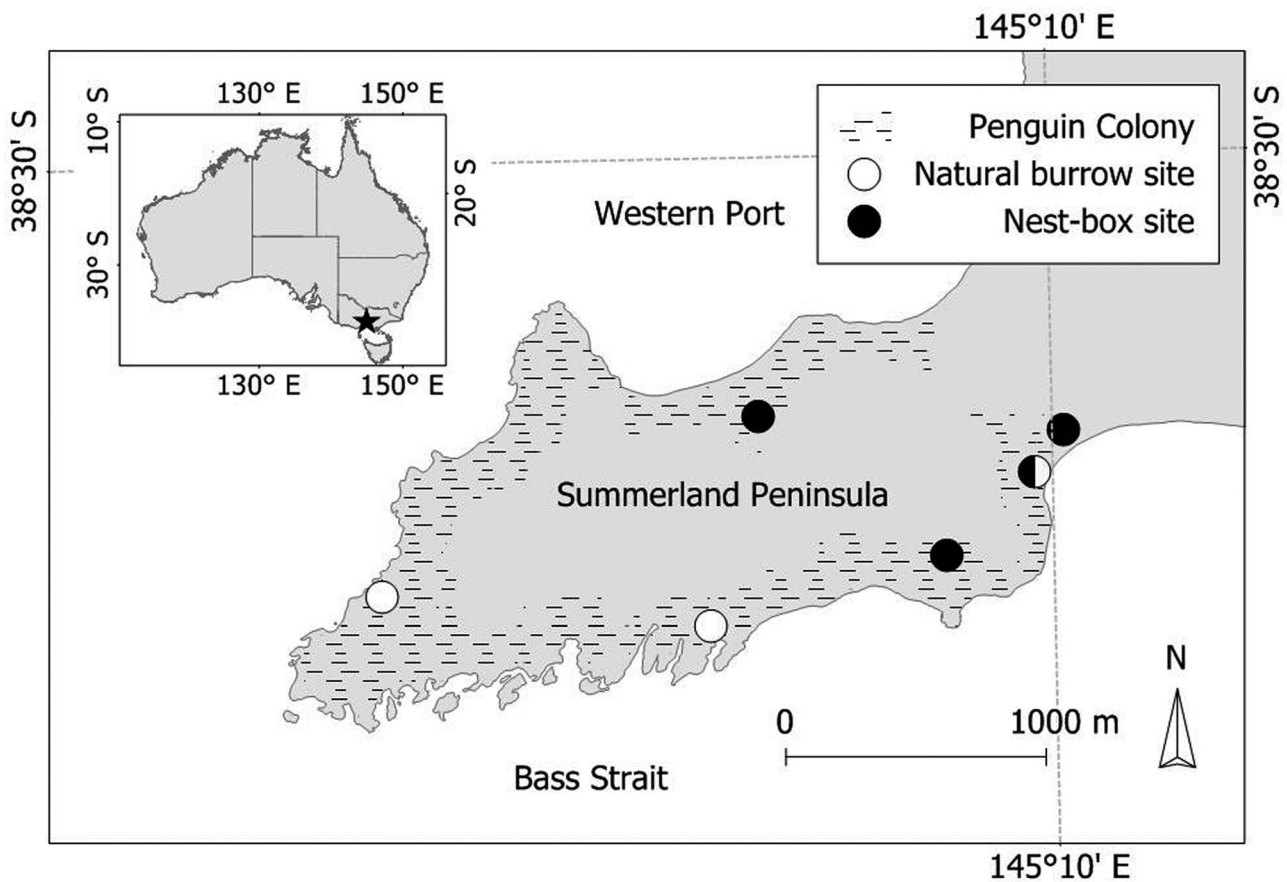 145°10' E
38°30' S
130° E
150° E
10° S
20° S
30° S
130° E
150° E
Penguin Colony
Natural burrow site
Nest-box site
38°30' S
Western Port
Summerland Peninsula
N
0
1000 m
Bass Strait
145°10' E